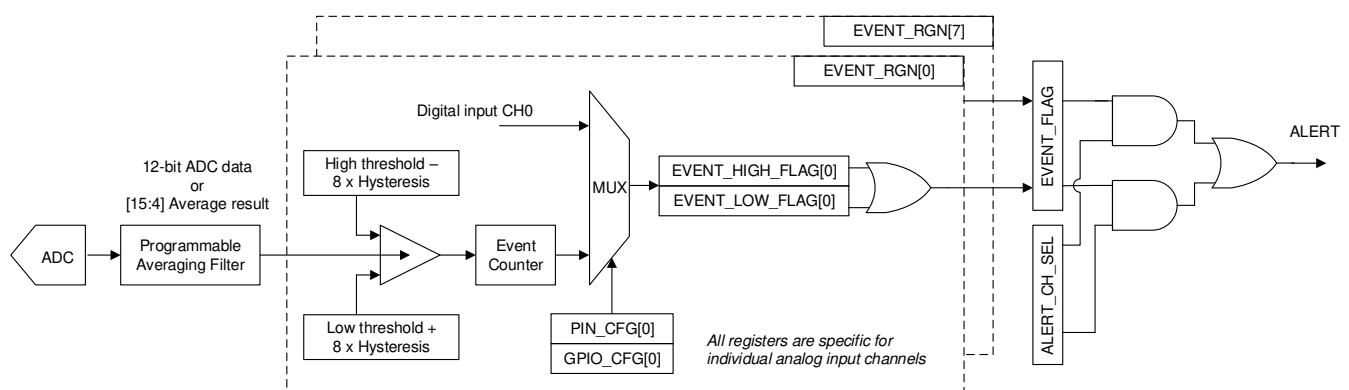 EVENT_RGN[7]
EVENT_RGN[0]
Digital input CH0
High threshold –
8 x Hysteresis
12-bit ADC data
or
[15:4] Average result
ADC
Programmable
Averaging Filter
Event
Counter
Low threshold +
8 x Hysteresis
MUX
PIN_CFG[0]
GPIO_CFG[0]
EVENT_HIGH_FLAG[0]
EVENT_LOW_FLAG[0]
All registers are specific for
individual analog input channels
EVENT_FLAG
ALERT_CH_SEL
ALERT